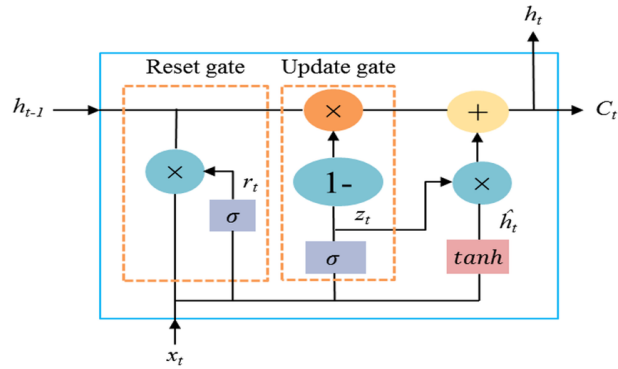 h_t
Reset gate
Update gate
h_{t-1}
×
+
C_t
×
r_t
1-
×
σ
z_t
ĥ_t
σ
tanh
x_t